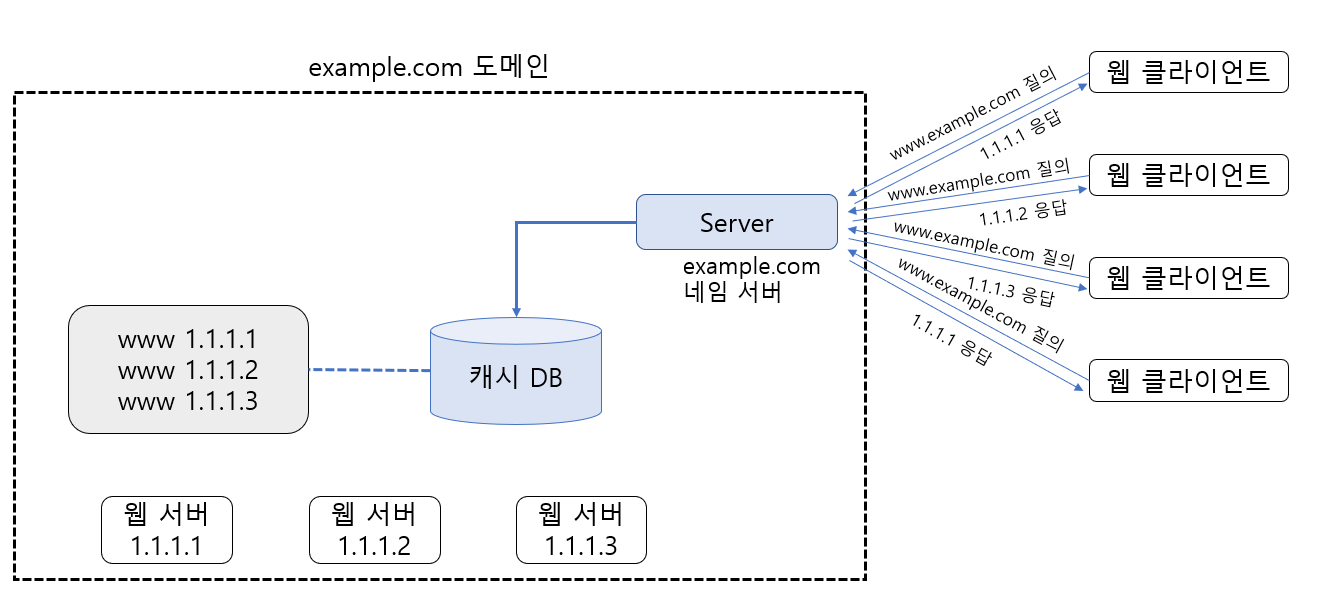 example.com 도메인
웹 클라이언트
www.example.com 질의
1.1.1.1 응답
웹 클라이언트
www.example.com 질의
1.1.1.2 응답
Server
example.com
네임 서버
www.example.com 질의
1.1.1.3 응답
웹 클라이언트
www.example.com 질의
1.1.1.1 응답
웹 클라이언트
www 1.1.1.1
www 1.1.1.2
www 1.1.1.3
캐시 DB
웹 서버
1.1.1.1
웹 서버
1.1.1.2
웹 서버
1.1.1.3